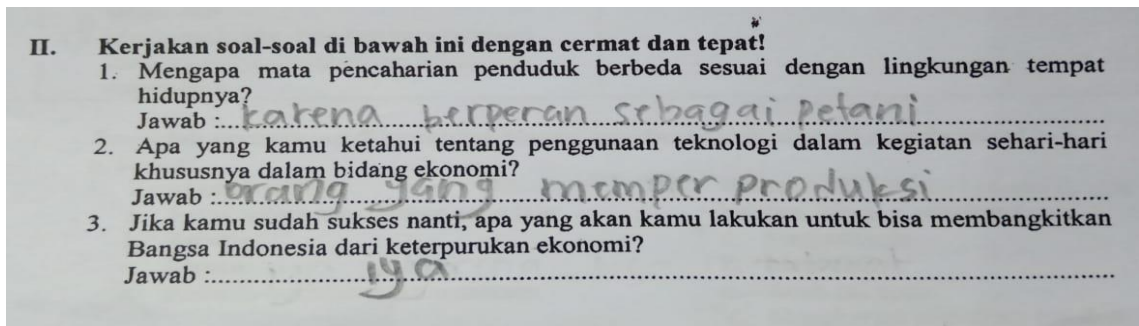 II. Kerjakan soal-soal di bawah ini dengan cermat dan tepat!
1. Mengapa mata pencaharian penduduk berbeda sesuai dengan lingkungan tempat
hidupnya?
Jawab :....karena berperan sebagai petani....
2. Apa yang kamu ketahui tentang penggunaan teknologi dalam kegiatan sehari-hari
khususnya dalam bidang ekonomi?
Jawab :..orang yang memper produksi....
3. Jika kamu sudah sukses nanti, apa yang akan kamu lakukan untuk bisa membangkitkan
Bangsa Indonesia dari keterpurukan ekonomi?
Jawab :....iya....